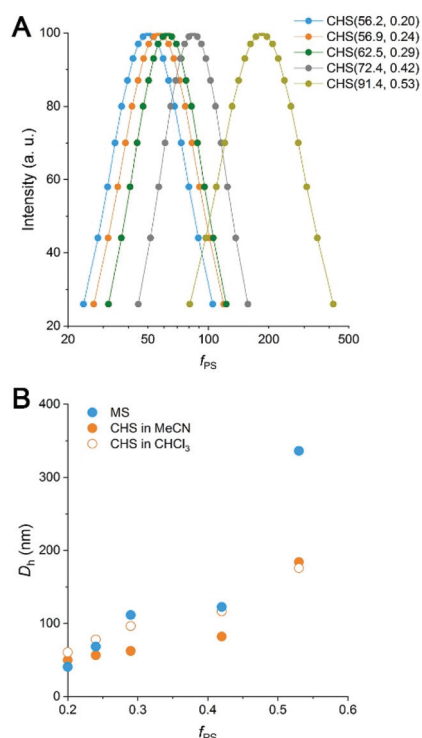 A
CHS(56.2, 0.20)
CHS(56.9, 0.24)
CHS(62.5, 0.29)
CHS(72.4, 0.42)
CHS(91.4, 0.53)
Intensity (a. u.)
100
80
60
40
20
20 50 100 200 500
fPS
B
MS
CHS in MeCN
CHS in CHCl3
Dh (nm)
400
300
200
100
0
0.2 0.3 0.4 0.5 0.6
fPS